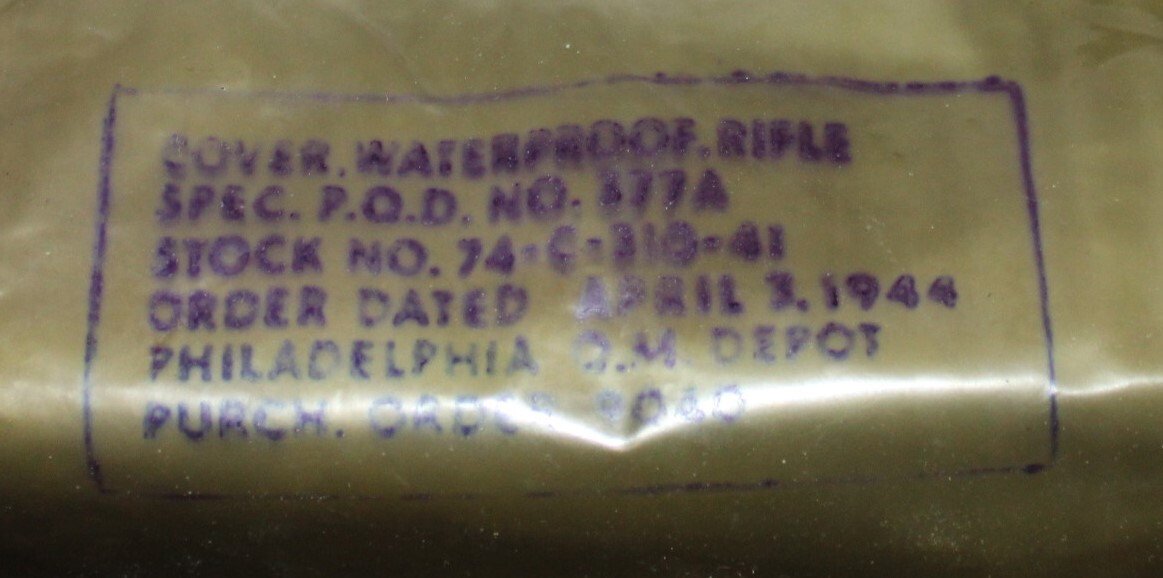 COVER, WATERPROOF, RIFLE
SPEC. P.Q.D. NO. 377A
STOCK NO. 74-C-310-41
ORDER DATED APRIL 3, 1944
PHILADELPHIA Q.M. DEPOT
PURCH. ORDER